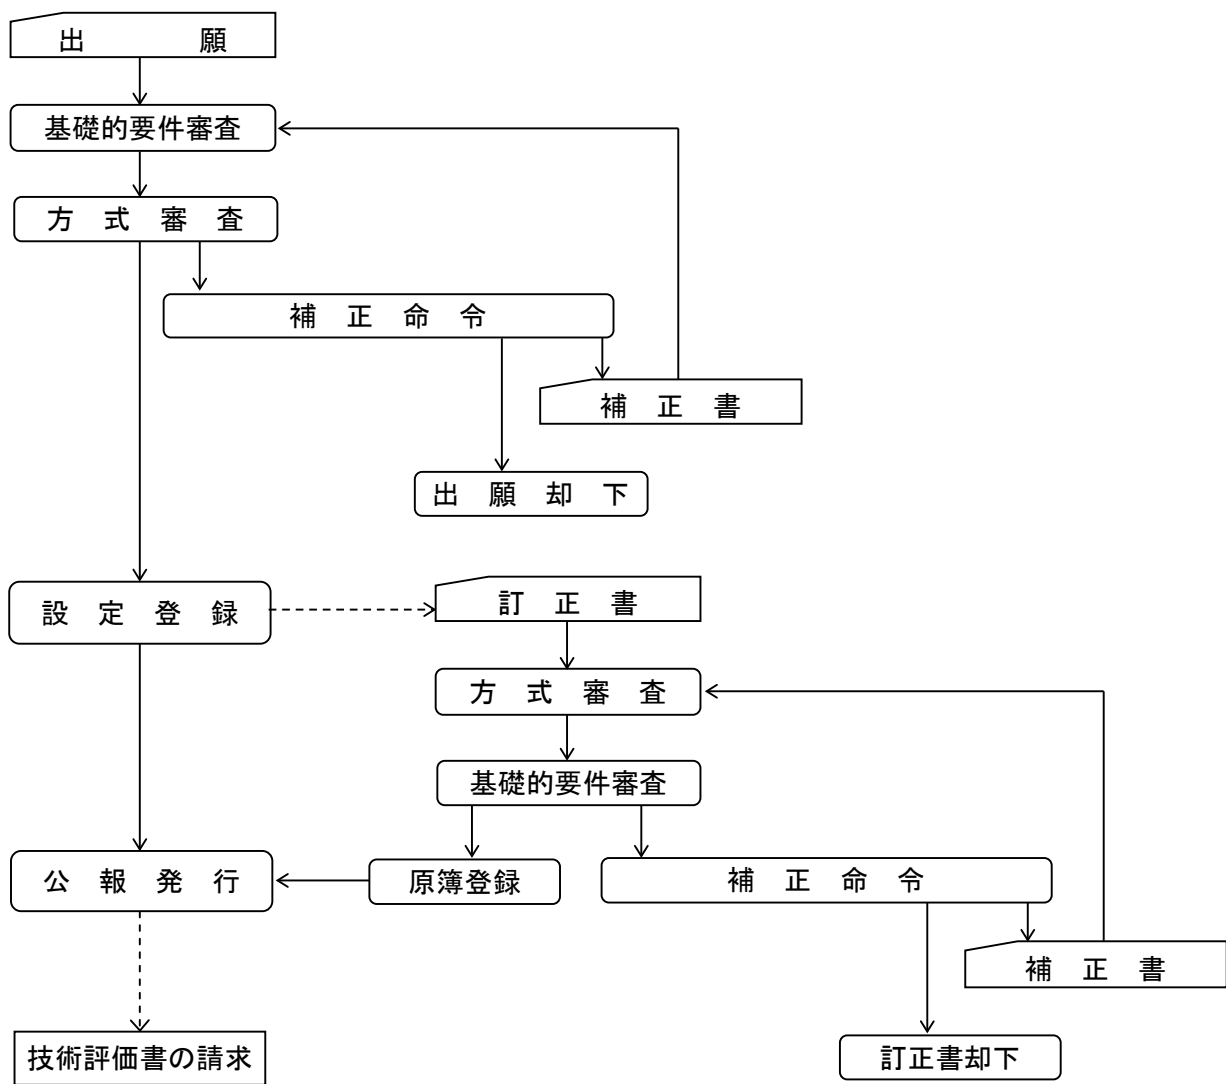 出　願
基礎的要件審査
方　式　審　査
補　正　命　令
補　正　書
出　願　却　下
設　定　登　録
訂　正　書
方　式　審　査
基礎的要件審査
公　報　発　行
原簿登録
補　正　命　令
補　正　書
技術評価書の請求
訂正書却下